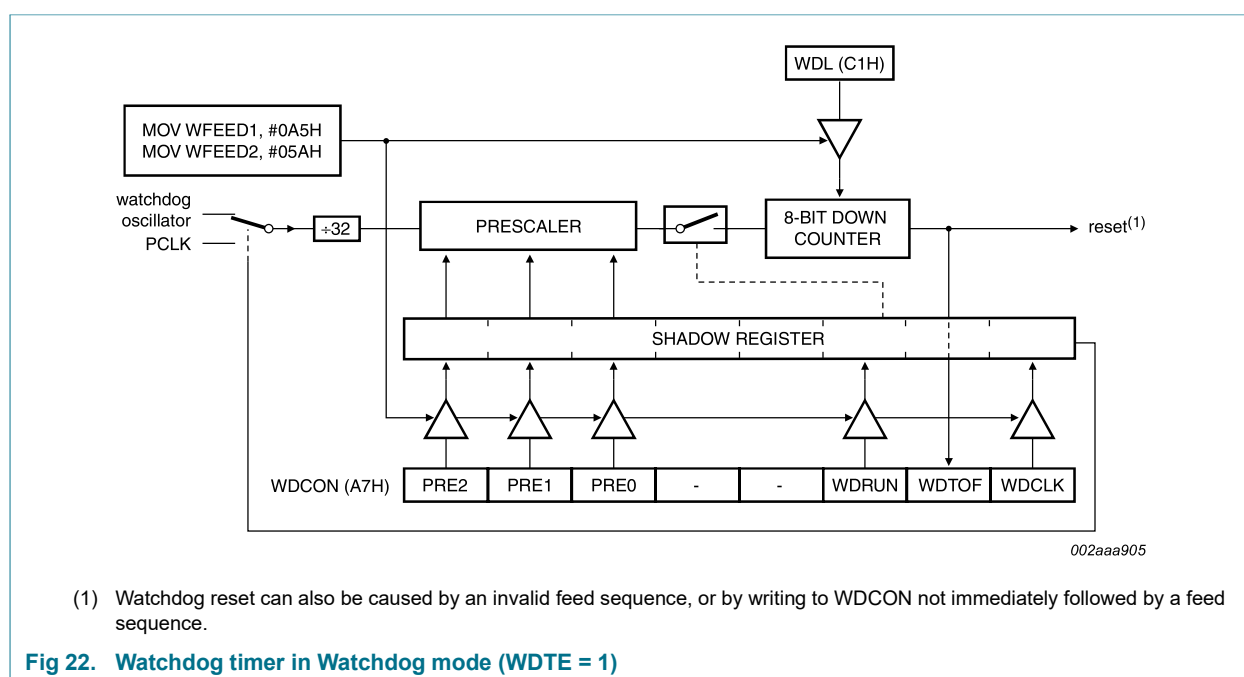 WDL (C1H)
MOV WFEED1, #0A5H
MOV WFEED2, #05AH
watchdog
oscillator
PCLK
÷32
PRESCALER
8-BIT DOWN
COUNTER
reset(1)
SHADOW REGISTER
WDCON (A7H)
PRE2
PRE1
PRE0
-
-
WDRUN
WDTOF
WDCLK
002aaa905
(1) Watchdog reset can also be caused by an invalid feed sequence, or by writing to WDCON not immediately followed by a feed
sequence.
Fig 22. Watchdog timer in Watchdog mode (WDTE = 1)